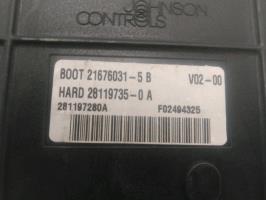 JOHNSON
CONTROLS
BOOT 21676031-5 B V02-00
HARD 28119735-0 A
281197280A F02494325